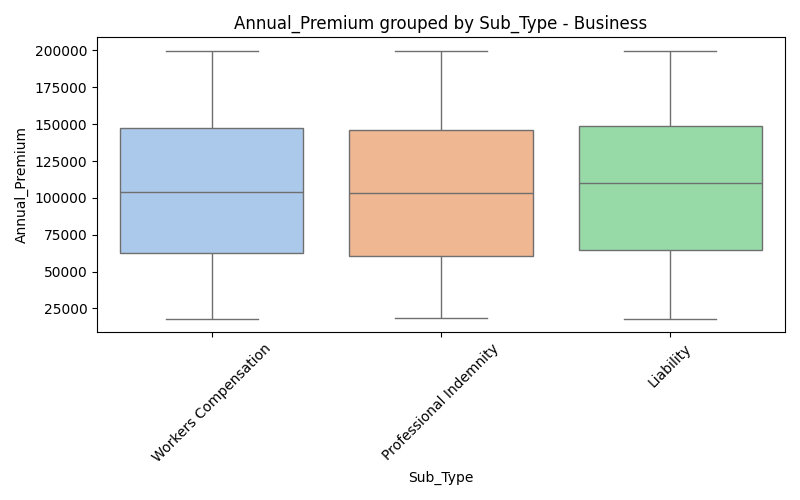 Annual_Premium grouped by Sub_Type - Business
Annual_Premium
200000
175000
150000
125000
100000
75000
50000
25000
Workers Compensation
Professional Indemnity
Liability
Sub_Type